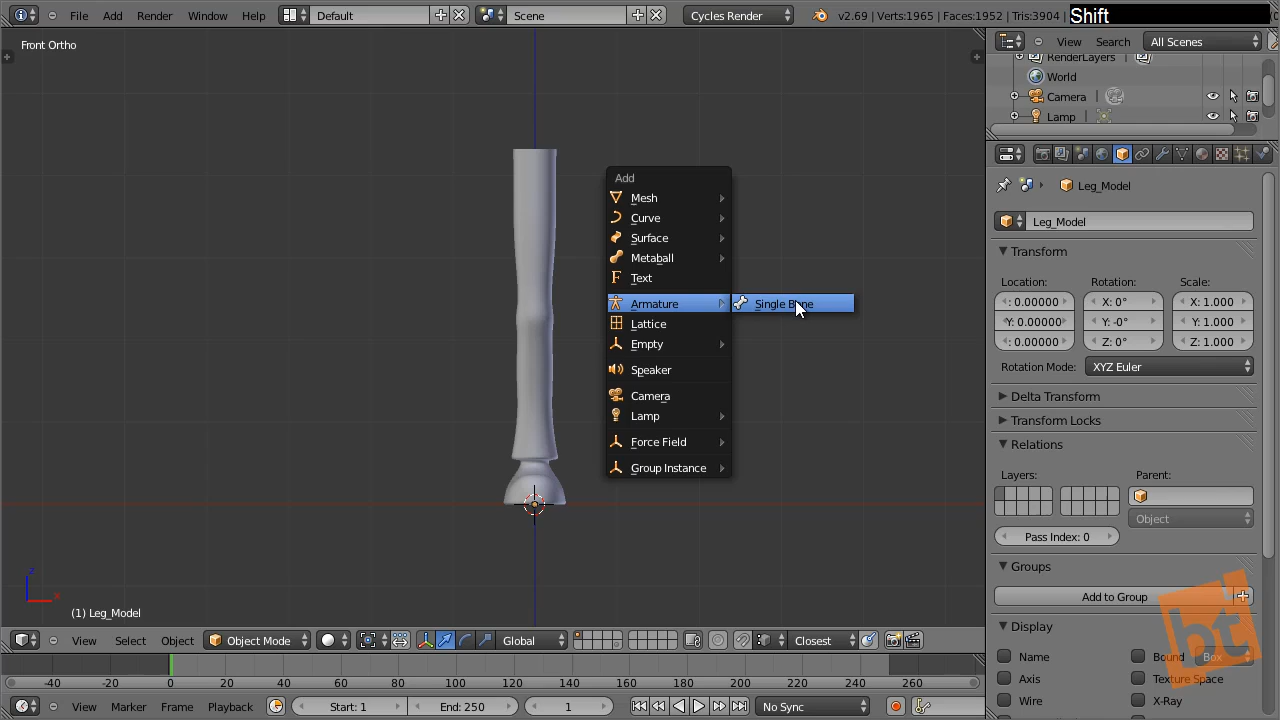 File Add Render Window Help Default Scene Cycles Render v2.69 | Verts:1965 | Faces:1952 | Tris:3904 | Shift
Front Ortho
View Search All Scenes
RenderLayers
World
Camera
Lamp
Leg_Model
Leg_Model
Transform
Location: Rotation: Scale:
: 0.00000 X: 0° X: 1.000
Y: 0.00000 Y: -0° Y: 1.000
: 0.00000 Z: 0° Z: 1.000
Rotation Mode: XYZ Euler
Delta Transform
Transform Locks
Relations
Layers: Parent:
Object
Pass Index: 0
Groups
Add to Group
Display
Name Bound Box
Axis Texture Space
Wire X-Ray
bt
Add
Mesh
Curve
Surface
Metaball
Text
Armature Single Bone
Lattice
Empty
Speaker
Camera
Lamp
Force Field
Group Instance
z
x
(1) Leg_Model
View Select Object Object Mode Global Closest
-40 -20 0 20 40 60 80 100 120 140 160 180 200 220 240 260
View Marker Frame Playback Start: 1 End: 250 1 No Sync